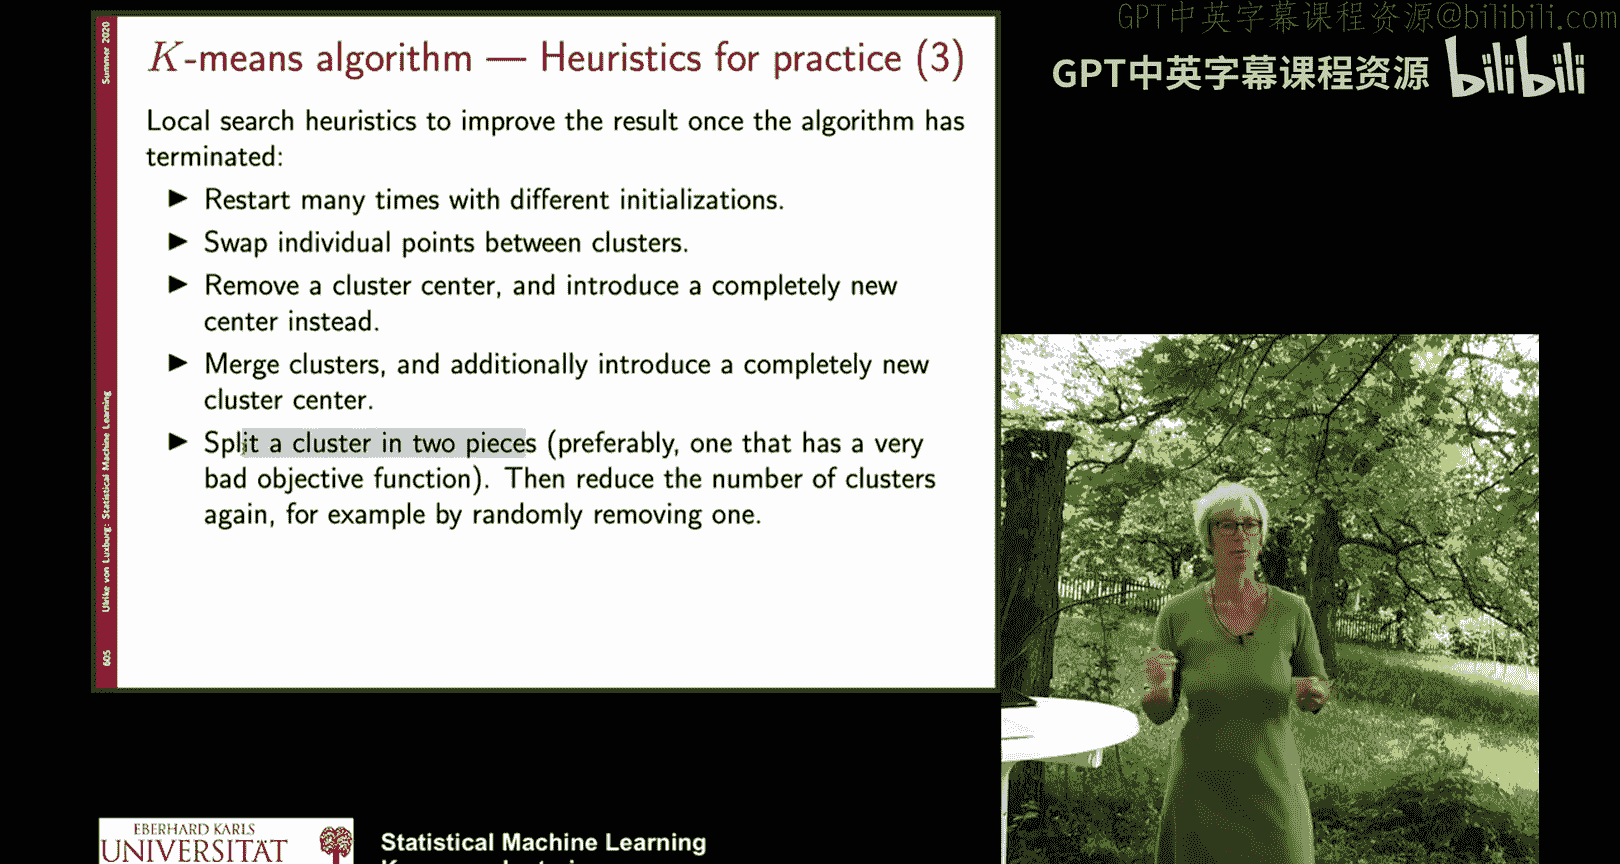 GPT中英字幕课程资源@bilibili.com
GPT中英字幕课程资源 bilibili
Summer 2020
K-means algorithm — Heuristics for practice (3)
Local search heuristics to improve the result once the algorithm has
terminated:
▶ Restart many times with different initializations.
▶ Swap individual points between clusters.
▶ Remove a cluster center, and introduce a completely new
center instead.
▶ Merge clusters, and additionally introduce a completely new
cluster center.
▶ Split a cluster in two pieces (preferably, one that has a very
bad objective function). Then reduce the number of clusters
again, for example by randomly removing one.
Ulrike von Luxburg: Statistical Machine Learning
605
EBERHARD KARLS
UNIVERSITÄT
Statistical Machine Learning